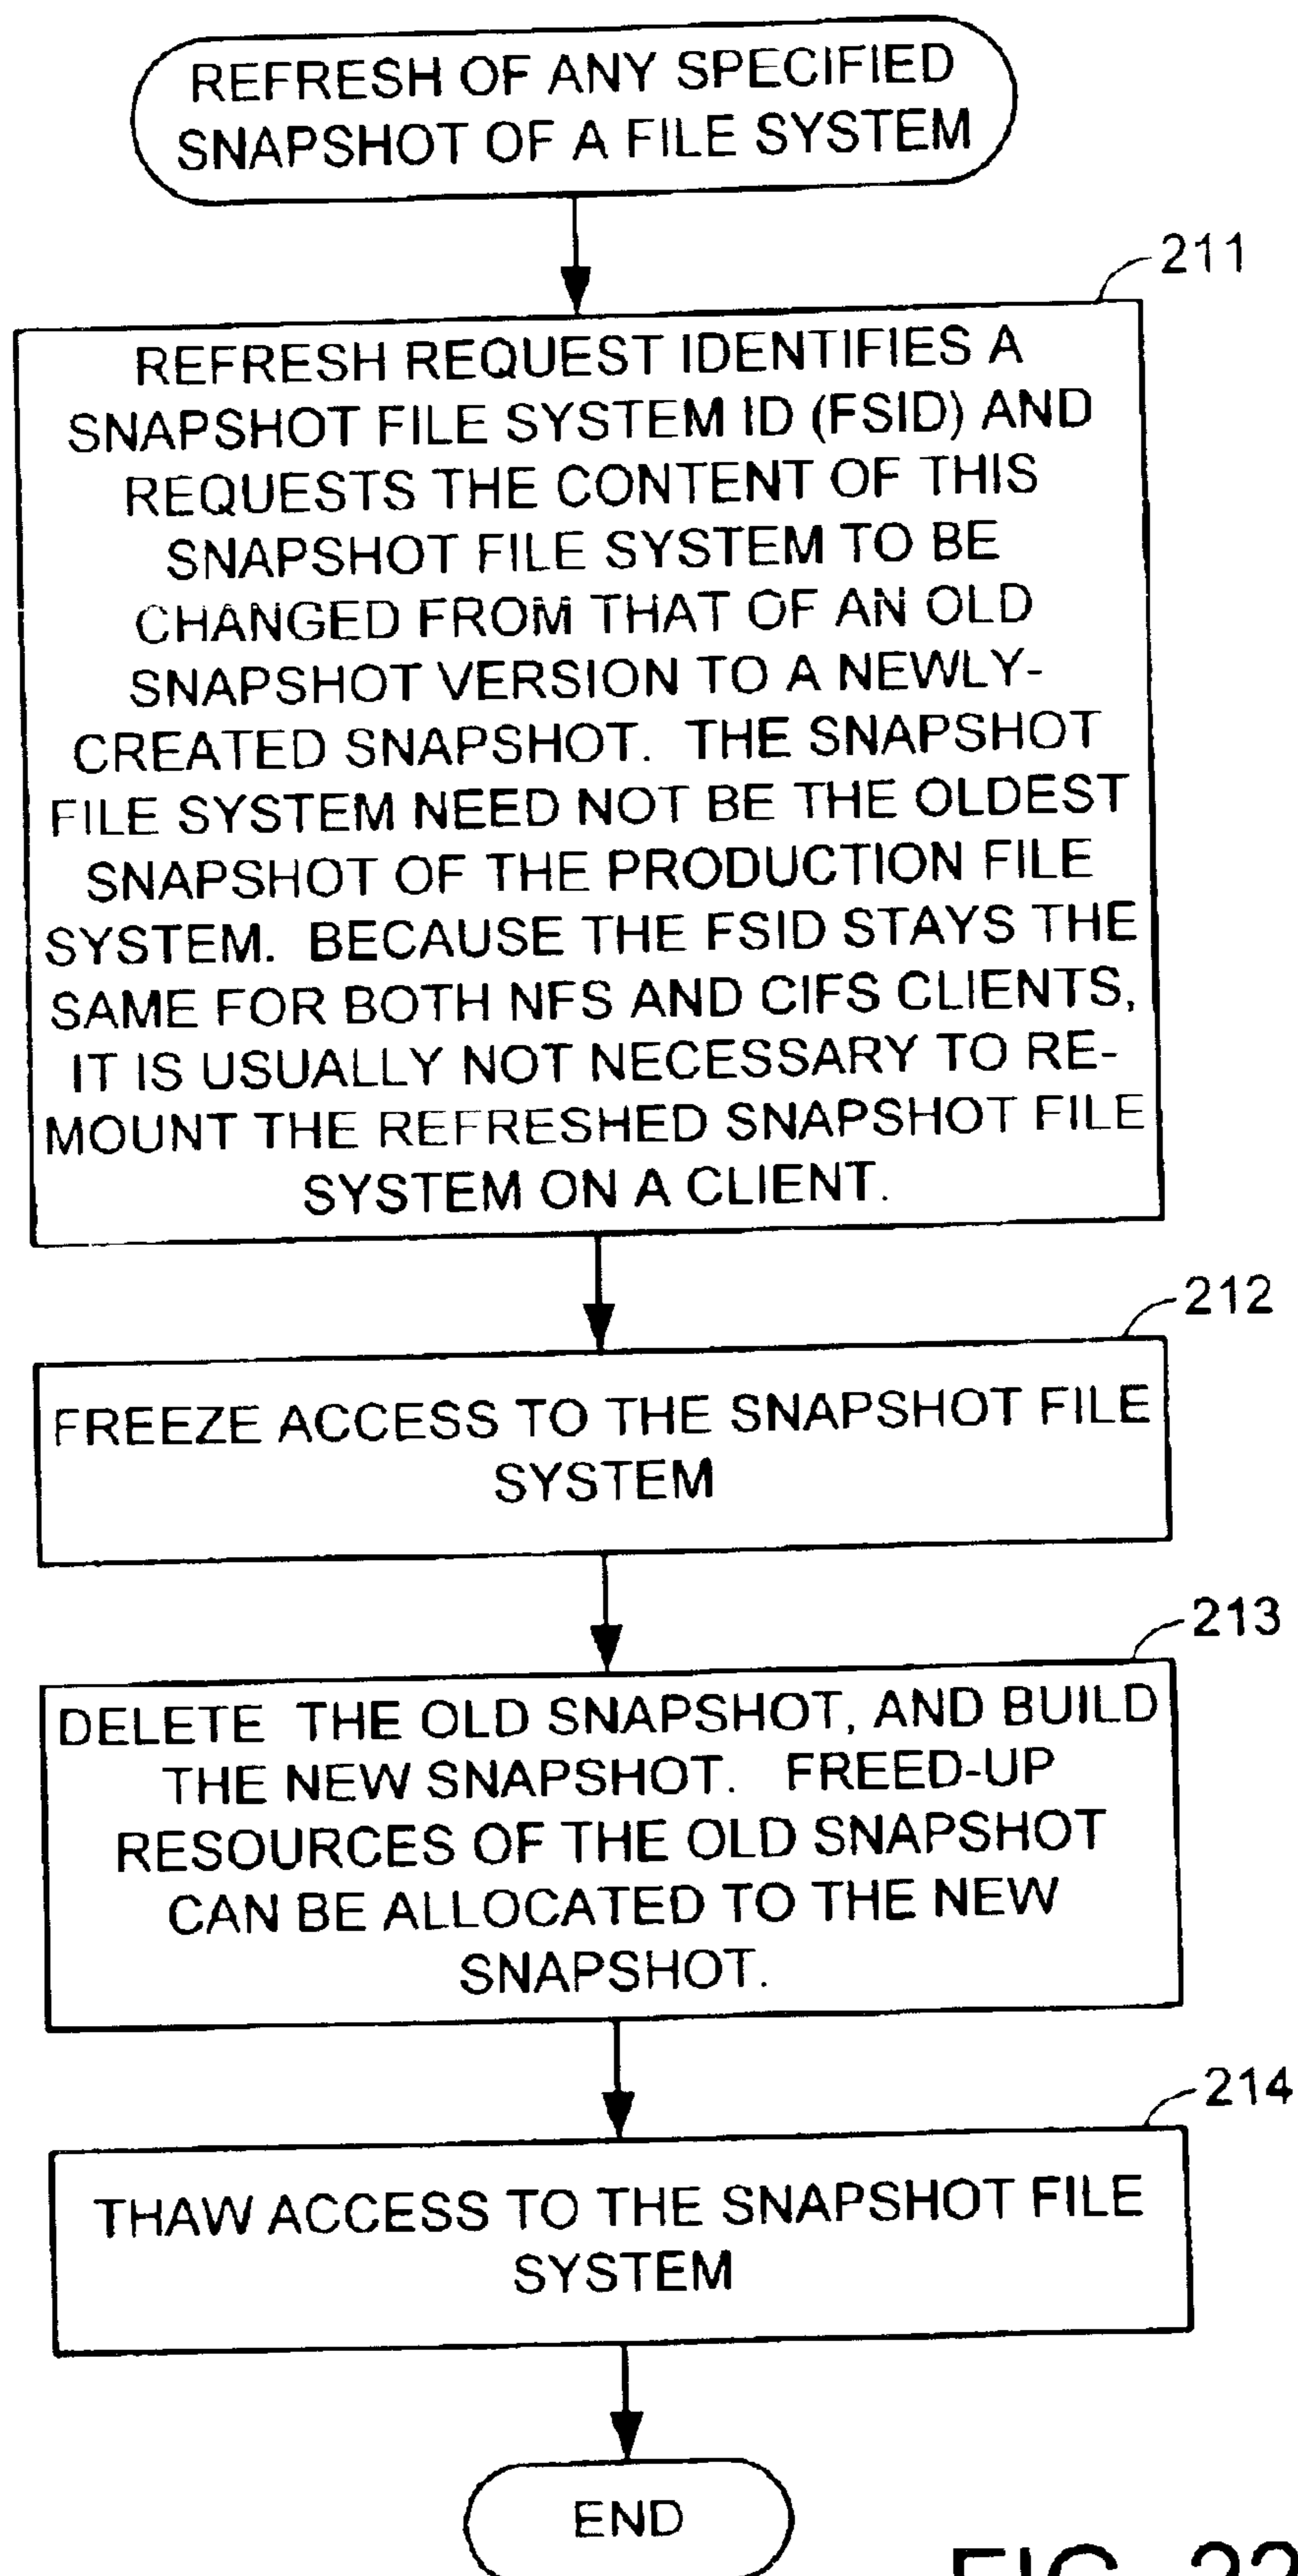 REFRESH OF ANY SPECIFIED
SNAPSHOT OF A FILE SYSTEM
211
REFRESH REQUEST IDENTIFIES A
SNAPSHOT FILE SYSTEM ID (FSID) AND
REQUESTS THE CONTENT OF THIS
SNAPSHOT FILE SYSTEM TO BE
CHANGED FROM THAT OF AN OLD
SNAPSHOT VERSION TO A NEWLY-
CREATED SNAPSHOT. THE SNAPSHOT
FILE SYSTEM NEED NOT BE THE OLDEST
SNAPSHOT OF THE PRODUCTION FILE
SYSTEM. BECAUSE THE FSID STAYS THE
SAME FOR BOTH NFS AND CIFS CLIENTS,
IT IS USUALLY NOT NECESSARY TO RE-
MOUNT THE REFRESHED SNAPSHOT FILE
SYSTEM ON A CLIENT.
212
FREEZE ACCESS TO THE SNAPSHOT FILE
SYSTEM
213
DELETE THE OLD SNAPSHOT, AND BUILD
THE NEW SNAPSHOT. FREED-UP
RESOURCES OF THE OLD SNAPSHOT
CAN BE ALLOCATED TO THE NEW
SNAPSHOT.
214
THAW ACCESS TO THE SNAPSHOT FILE
SYSTEM
END
FIG. 22